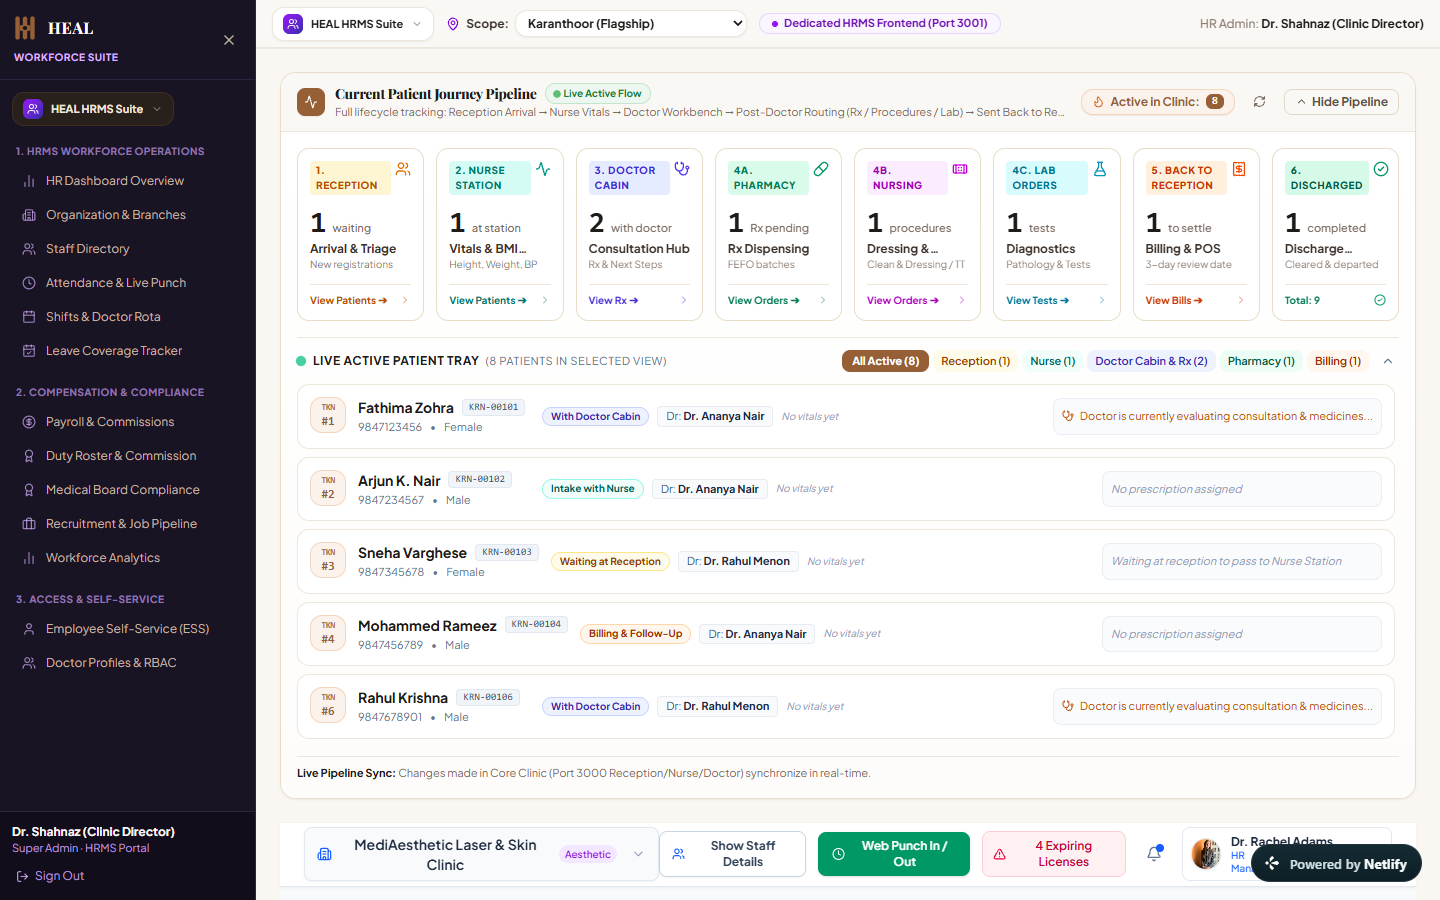 HEAL
WORKFORCE SUITE
HEAL HRMS Suite
1. HRMS WORKFORCE OPERATIONS
HR Dashboard Overview
Organization & Branches
Staff Directory
Attendance & Live Punch
Shifts & Doctor Rota
Leave Coverage Tracker
2. COMPENSATION & COMPLIANCE
Payroll & Commissions
Duty Roster & Commission
Medical Board Compliance
Recruitment & Job Pipeline
Workforce Analytics
3. ACCESS & SELF-SERVICE
Employee Self-Service (ESS)
Doctor Profiles & RBAC
Dr. Shahnaz (Clinic Director)
Super Admin · HRMS Portal
Sign Out
HEAL HRMS Suite
Scope: Karanthoor (Flagship)
Dedicated HRMS Frontend (Port 3001)
HR Admin: Dr. Shahnaz (Clinic Director)
Current Patient Journey Pipeline
Live Active Flow
Full lifecycle tracking: Reception Arrival → Nurse Vitals → Doctor Workbench → Post-Doctor Routing (Rx / Procedures / Lab) → Sent Back to Re...
Active in Clinic: 8
Hide Pipeline
1. RECEPTION
1 waiting
Arrival & Triage
New registrations
View Patients →
2. NURSE STATION
1 at station
Vitals & BMI...
Height, Weight, BP
View Patients →
3. DOCTOR CABIN
2 with doctor
Consultation Hub
Rx & Next Steps
View Rx →
4A. PHARMACY
1 Rx pending
Rx Dispensing
FEFO batches
View Orders →
4B. NURSING
1 procedures
Dressing &...
Clean & Dressing / TT
View Orders →
4C. LAB ORDERS
1 tests
Diagnostics
Pathology & Tests
View Tests →
5. BACK TO RECEPTION
1 to settle
Billing & POS
3-day review date
View Bills →
6. DISCHARGED
1 completed
Discharge...
Cleared & departed
Total: 9
LIVE ACTIVE PATIENT TRAY (8 PATIENTS IN SELECTED VIEW)
All Active (8)
Reception (1)
Nurse (1)
Doctor Cabin & Rx (2)
Pharmacy (1)
Billing (1)
TKN #1
Fathima Zohra KRN-00101
9847123456 • Female
With Doctor Cabin
Dr: Dr. Ananya Nair
No vitals yet
Doctor is currently evaluating consultation & medicines...
TKN #2
Arjun K. Nair KRN-00102
9847234567 • Male
Intake with Nurse
Dr: Dr. Ananya Nair
No vitals yet
No prescription assigned
TKN #3
Sneha Varghese KRN-00103
9847345678 • Female
Waiting at Reception
Dr: Dr. Rahul Menon
No vitals yet
Waiting at reception to pass to Nurse Station
TKN #4
Mohammed Rameez KRN-00104
9847456789 • Male
Billing & Follow-Up
Dr: Dr. Ananya Nair
No vitals yet
No prescription assigned
TKN #6
Rahul Krishna KRN-00106
9847678901 • Male
With Doctor Cabin
Dr: Dr. Rahul Menon
No vitals yet
Doctor is currently evaluating consultation & medicines...
Live Pipeline Sync: Changes made in Core Clinic (Port 3000 Reception/Nurse/Doctor) synchronize in real-time.
MediAesthetic Laser & Skin Clinic
Aesthetic
Show Staff Details
Web Punch In / Out
4 Expiring Licenses
Dr. Rachel Adams
HR
Powered by Netlify